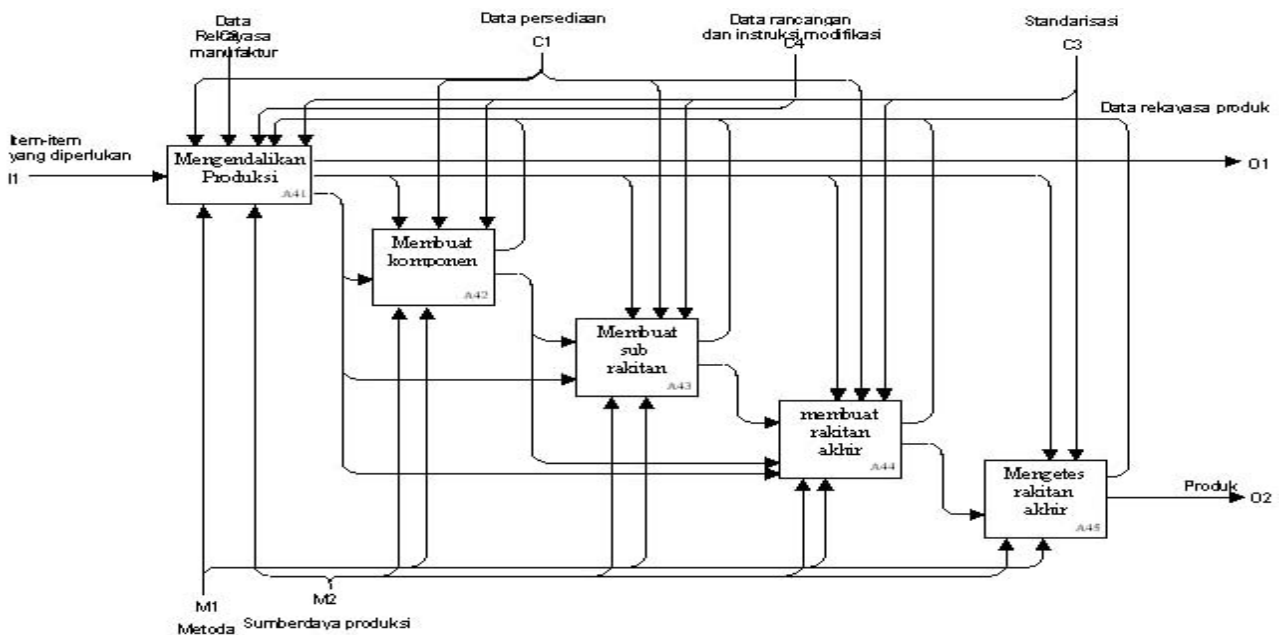 Data
Rekayasa
C2
manufaktur
Data persediaan
C1
Data rancangan
dan instruksi modifikasi
C4
Standarisasi
C3
Data rekayasa produk
Item-item
yang diperlukan
I1
Mengendalikan
Produksi
A41
O1
Membuat
komponen
A42
Membuat
sub
rakitan
A43
membuat
rakitan
akhir
A44
Mengetes
rakitan
akhir
A45
Produk
O2
M1
Metoda
M2
Sumberdaya produksi